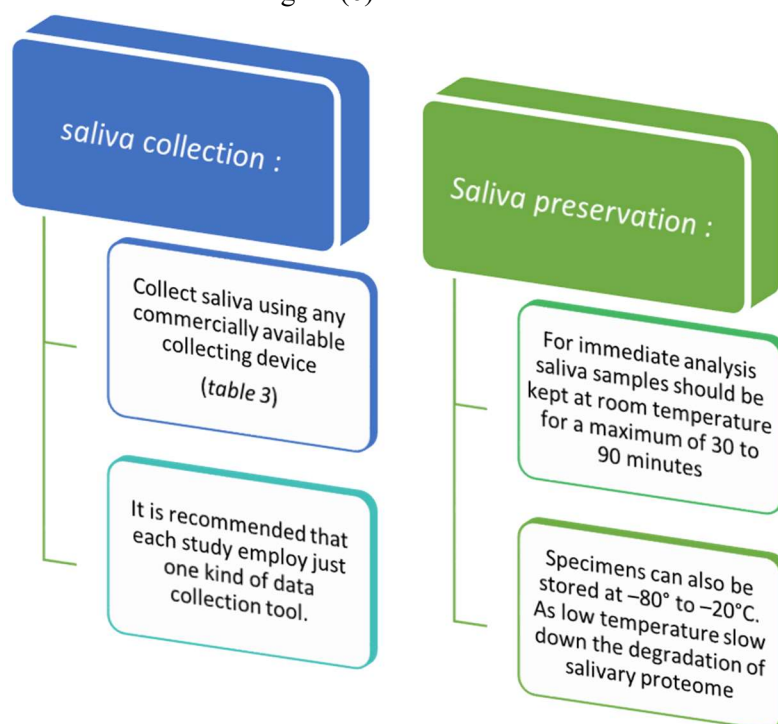 saliva collection :
Collect saliva using any
commercially available
collecting device
(table 3)
It is recommended that
each study employ just
one kind of data
collection tool.
Saliva preservation :
For immediate analysis
saliva samples should be
kept at room temperature
for a maximum of 30 to
90 minutes
Specimens can also be
stored at –80° to –20°C.
As low temperature slow
down the degradation of
salivary proteome